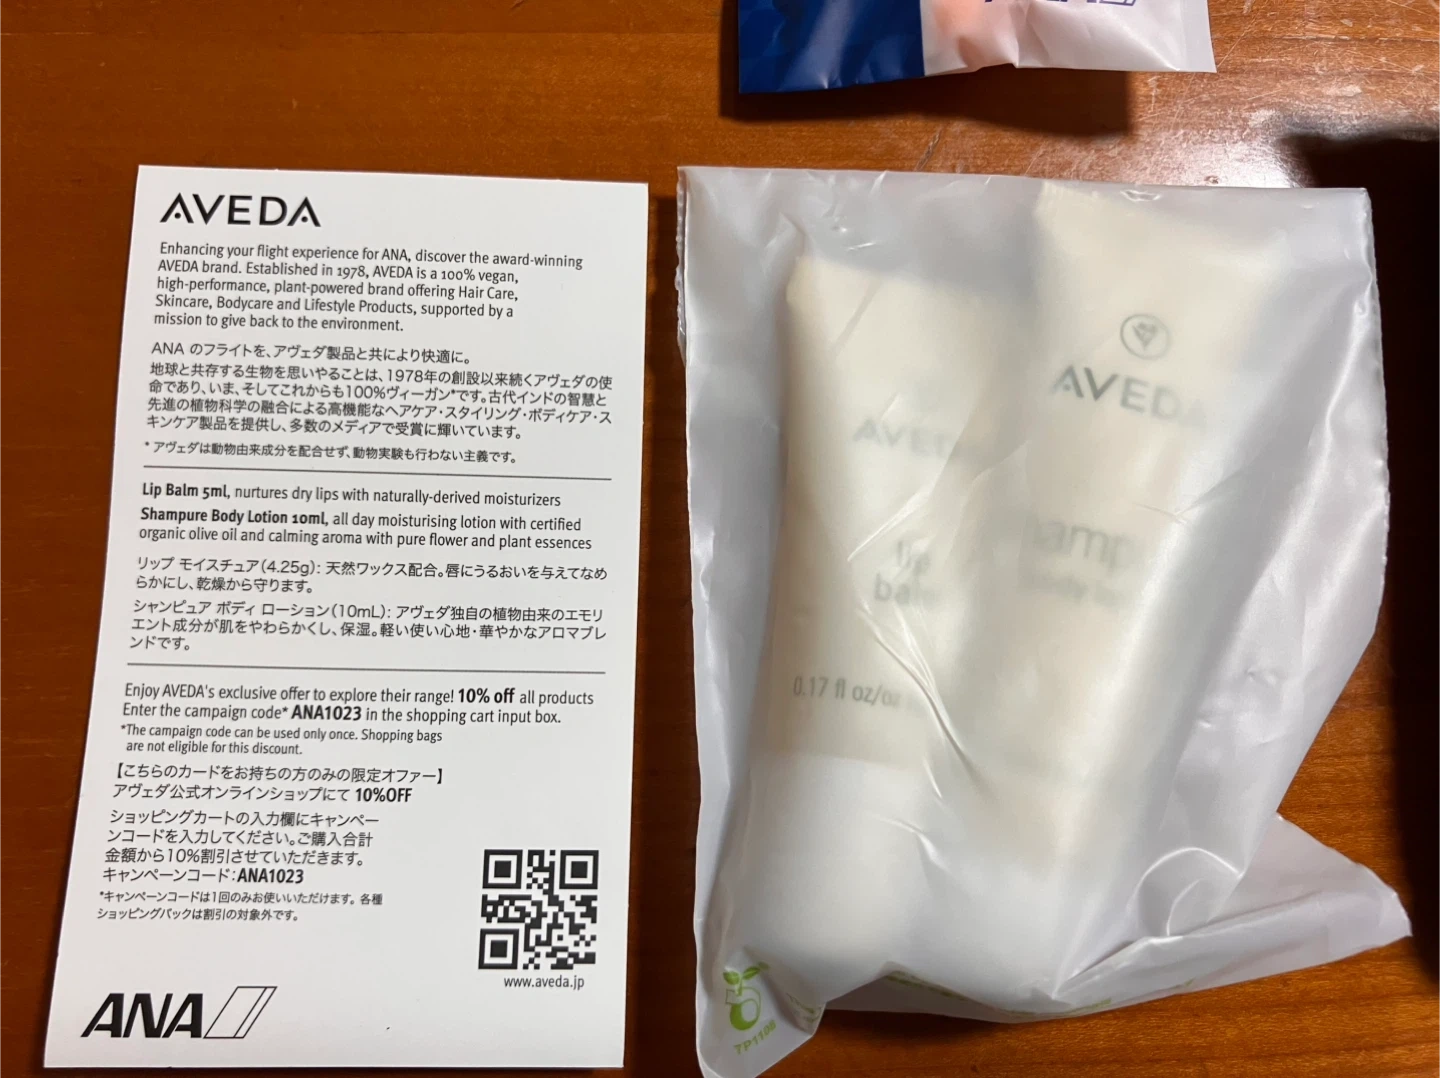 AVEDA
Enhancing your flight experience for ANA, discover the award-winning
AVEDA brand. Established in 1978, AVEDA is a 100% vegan,
high-performance, plant-powered brand offering Hair Care,
Skincare, Bodycare and Lifestyle Products, supported by a
mission to give back to the environment.
ANA のフライトを、アヴェダ製品と共により快適に。
地球と共存する生物を思いやることは、1978年の創設以来続くアヴェダの使
命であり、いま、そしてこれからも100%ヴィーガン*です。古代インドの智慧と
先進の植物科学の融合による高機能なヘアケア・スタイリング・ボディケア・ス
キンケア製品を提供し、多数のメディアで受賞に輝いています。
* アヴェダは動物由来成分を配合せず、動物実験も行わない主義です。
Lip Balm 5ml, nurtures dry lips with naturally-derived moisturizers
Shampure Body Lotion 10ml, all day moisturising lotion with certified
organic olive oil and calming aroma with pure flower and plant essences
リップ モイスチュア(4.25g): 天然ワックス配合。唇にうるおいを与えてなめ
らかにし、乾燥から守ります。
シャンピュア ボディ ローション(10mL): アヴェダ独自の植物由来のエモリ
エント成分が肌をやわらかくし、保湿。軽い使い心地・華やかなアロマブレ
ンドです。
Enjoy AVEDA's exclusive offer to explore their range! 10% off all products
Enter the campaign code* ANA1023 in the shopping cart input box.
*The campaign code can be used only once. Shopping bags
are not eligible for this discount.
【こちらのカードをお持ちの方のみの限定オファー】
アヴェダ公式オンラインショップにて 10%OFF
ショッピングカートの入力欄にキャンペー
ンコードを入力してください。ご購入合計
金額から10%割引させていただきます。
キャンペーンコード:ANA1023
*キャンペーンコードは1回のみお使いいただけます。各種
ショッピングバックは割引の対象外です。
www.aveda.jp
ANA
AVEDA
lip
balm
0.17 fl oz/oz
AVEDA
TP1108